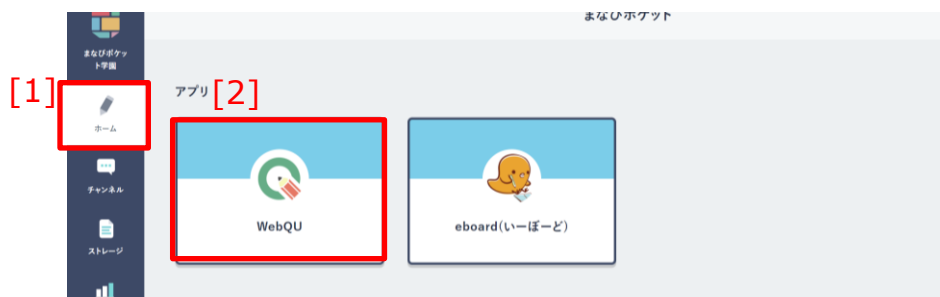 まなびポケット
まなびポケッ
ト学園
[1]
ホーム
チャンネル
ストレージ
アプリ
[2]
WebQU
eboard(いーぼーど)